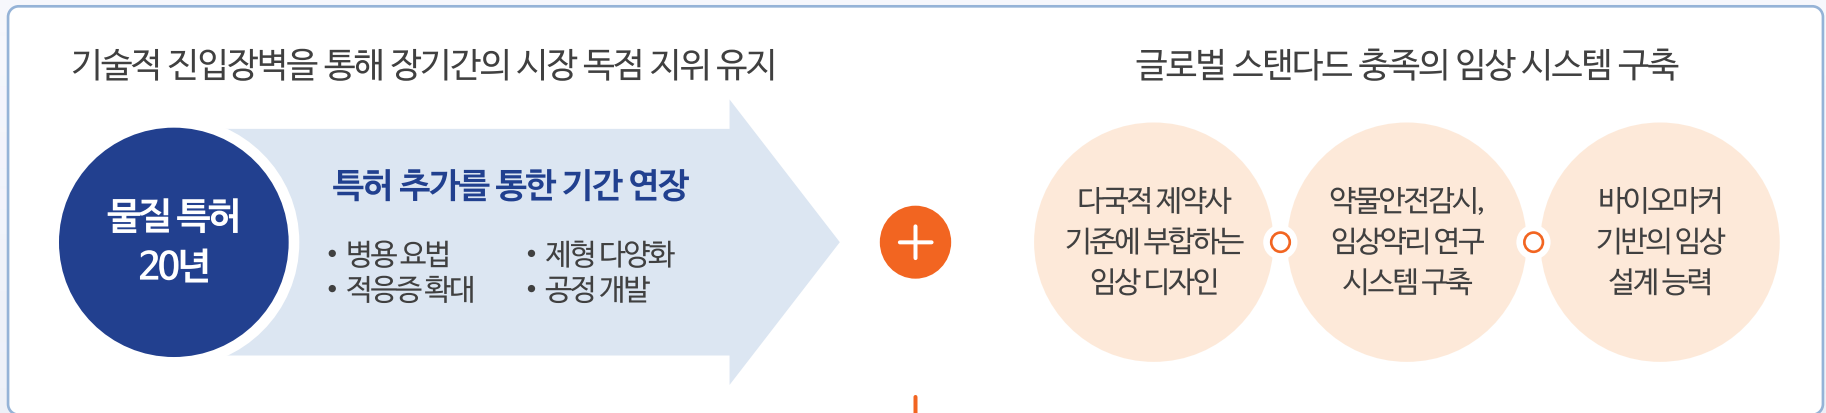 기술적 진입장벽을 통해 장기간의 시장 독점 지위 유지
물질 특허
20년
특허 추가를 통한 기간 연장
• 병용 요법
• 적응증 확대
• 제형 다양화
• 공정 개발
글로벌 스탠다드 충족의 임상 시스템 구축
다국적 제약사
기준에 부합하는
임상 디자인
약물안전감시,
임상약리 연구
시스템 구축
바이오마커
기반의 임상
설계 능력